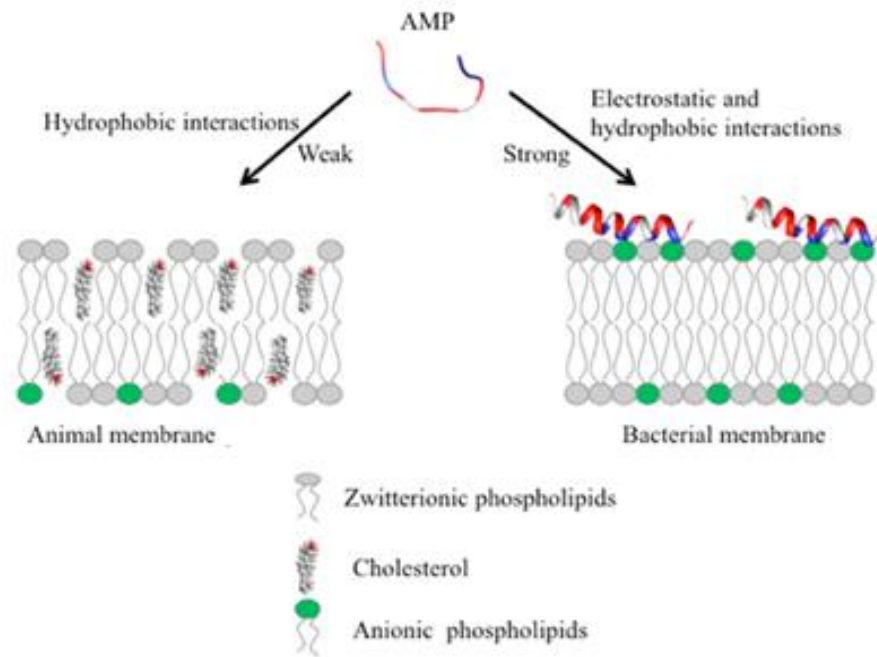 AMP
Hydrophobic interactions
Weak
Electrostatic and
hydrophobic interactions
Strong
Animal membrane
Bacterial membrane
Zwitterionic phospholipids
Cholesterol
Anionic phospholipids